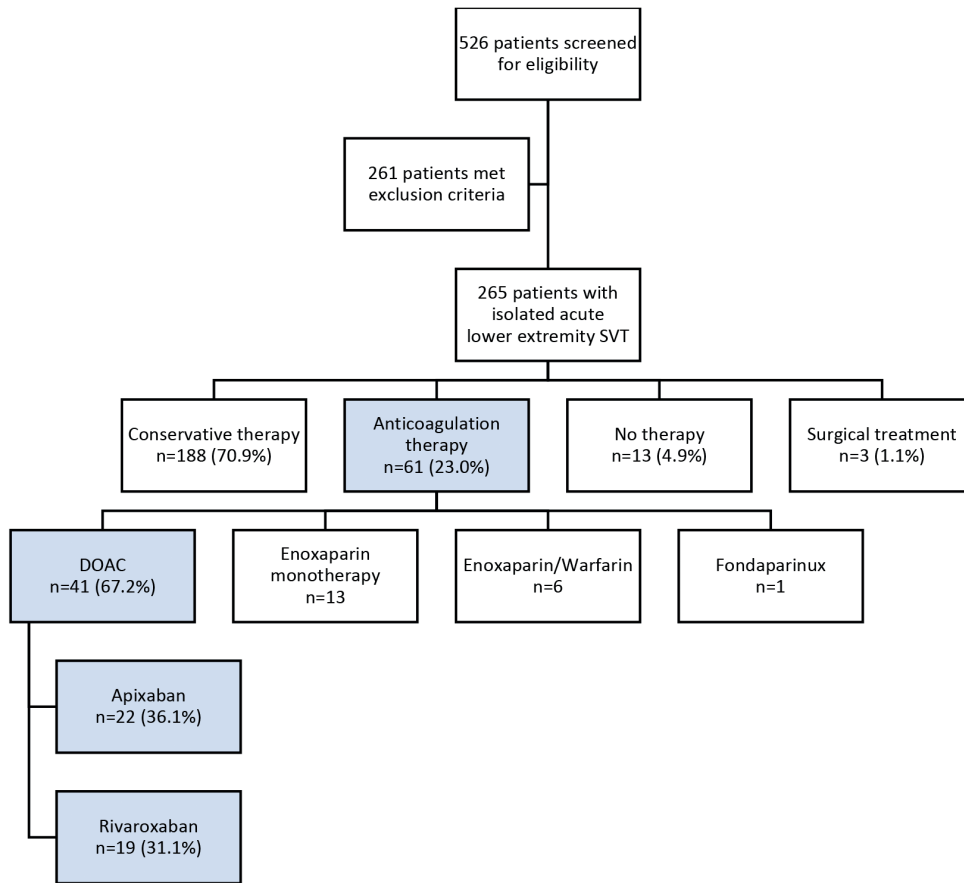 526 patients screened
for eligibility
261 patients met
exclusion criteria
265 patients with
isolated acute
lower extremity SVT
Conservative therapy
n=188 (70.9%)
Anticoagulation
therapy
n=61 (23.0%)
No therapy
n=13 (4.9%)
Surgical treatment
n=3 (1.1%)
DOAC
n=41 (67.2%)
Enoxaparin
monotherapy
n=13
Enoxaparin/Warfarin
n=6
Fondaparinux
n=1
Apixaban
n=22 (36.1%)
Rivaroxaban
n=19 (31.1%)